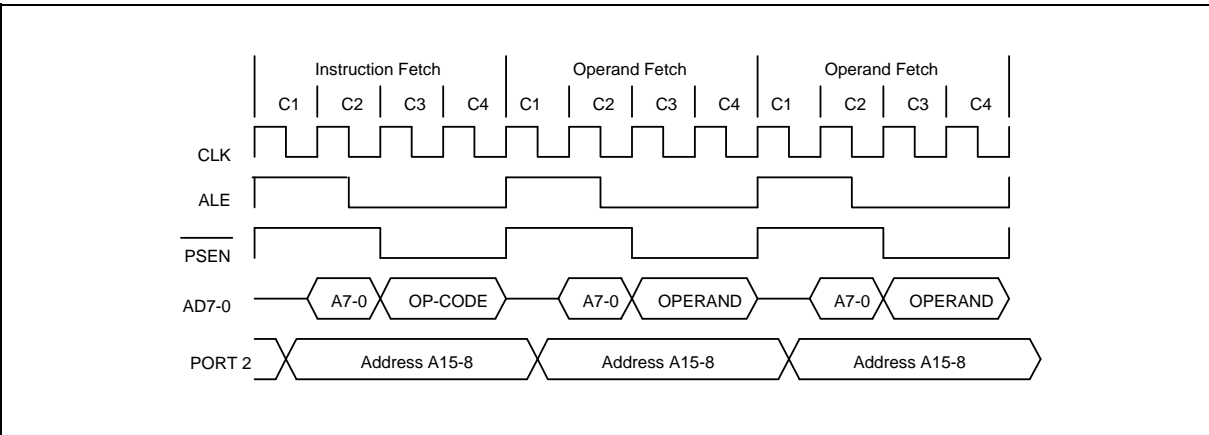 Instruction Fetch Operand Fetch Operand Fetch
C1 C2 C3 C4 C1 C2 C3 C4 C1 C2 C3 C4
CLK
ALE
PSEN
AD7-0 A7-0 OP-CODE A7-0 OPERAND A7-0 OPERAND
PORT 2 Address A15-8 Address A15-8 Address A15-8